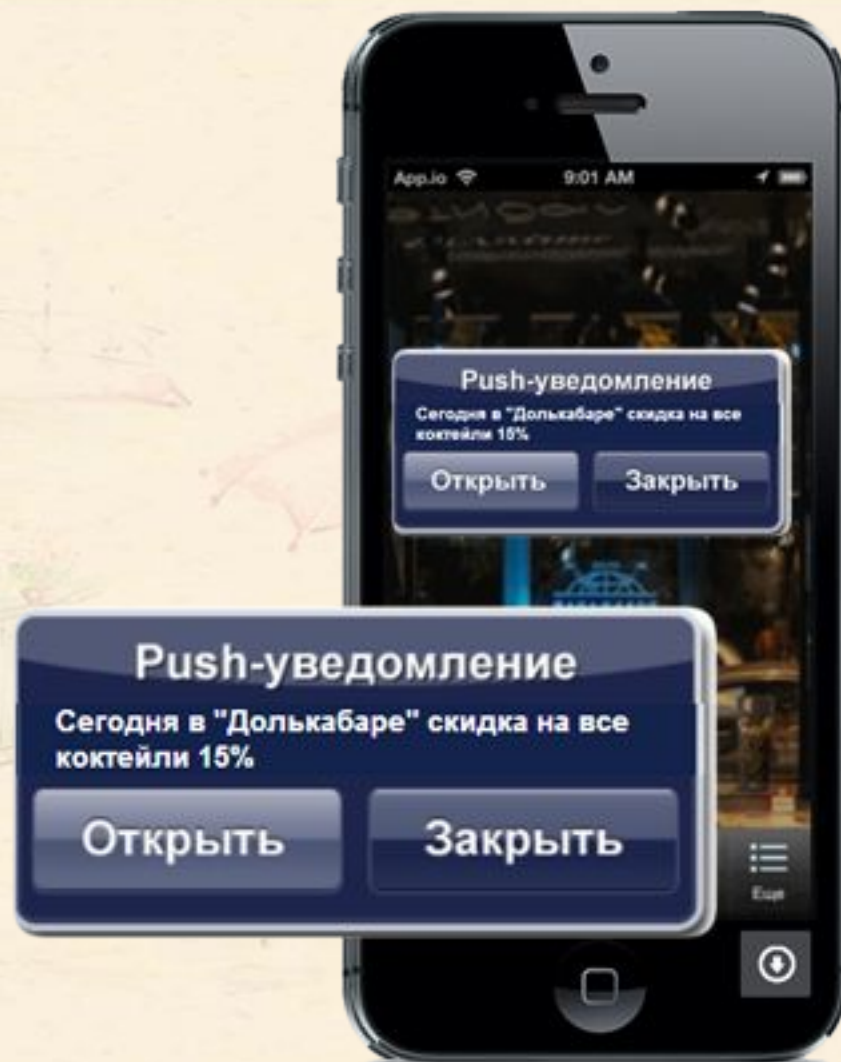 App.io 9:01 AM
Push-уведомление
Сегодня в "Долькабаре" скидка на все
коктейли 15%
Открыть Закрыть
Push-уведомление
Сегодня в "Долькабаре" скидка на все
коктейли 15%
Открыть Закрыть
Еще